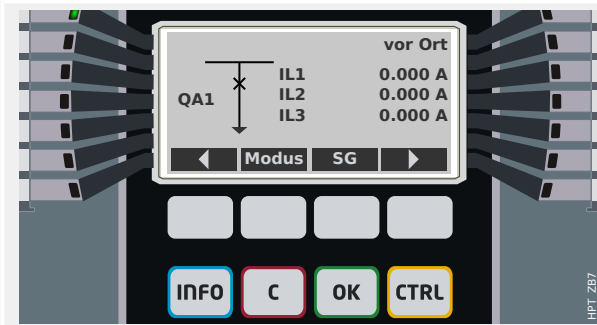 vor Ort
IL1 0.000 A
QA1
IL2 0.000 A
IL3 0.000 A
Modus SG
INFO C OK CTRL
HPT_ZB7